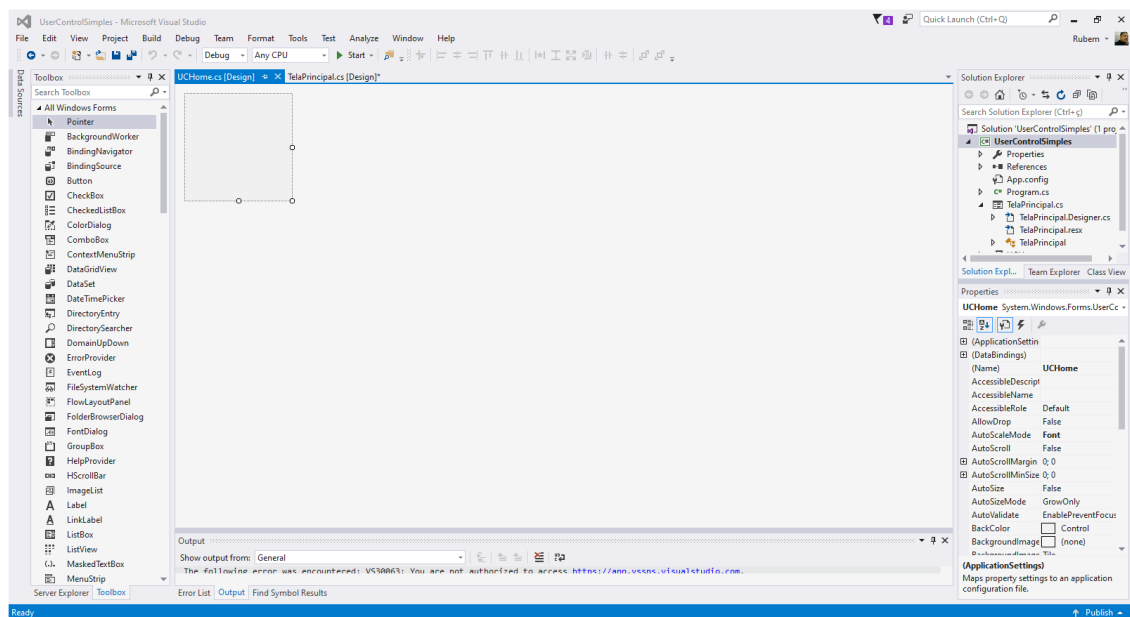 UserControlSimples - Microsoft Visual Studio
4
Quick Launch (Ctrl+Q)
File Edit View Project Build Debug Team Format Tools Test Analyze Window Help
Rubem
Debug Any CPU Start
Data Sources
Toolbox
Search Toolbox
All Windows Forms
Pointer
BackgroundWorker
BindingNavigator
BindingSource
Button
CheckBox
CheckedListBox
ColorDialog
ComboBox
ContextMenuStrip
DataGridView
DataSet
DateTimePicker
DirectoryEntry
DirectorySearcher
DomainUpDown
ErrorProvider
EventLog
FileSystemWatcher
FlowLayoutPanel
FolderBrowserDialog
FontDialog
GroupBox
HelpProvider
HScrollBar
ImageList
Label
LinkLabel
ListBox
ListView
MaskedTextBox
MenuStrip
Server Explorer Toolbox
UCHome.cs [Design] TelaPrincipal.cs [Design]*
Output
Show output from: General
The following error was encountered: VS30063: You are not authorized to access https://app.vssps.visualstudio.com.
Error List Output Find Symbol Results
Solution Explorer
Search Solution Explorer (Ctrl+ç)
Solution 'UserControlSimples' (1 proj
UserControlSimples
Properties
References
App.config
Program.cs
TelaPrincipal.cs
TelaPrincipal.Designer.cs
TelaPrincipal.resx
TelaPrincipal
Solution Expl... Team Explorer Class View
Properties
UCHome System.Windows.Forms.UserCc
(ApplicationSettin
(DataBindings)
(Name) UCHome
AccessibleDescript
AccessibleName
AccessibleRole Default
AllowDrop False
AutoScaleMode Font
AutoScroll False
AutoScrollMargin 0; 0
AutoScrollMinSize 0; 0
AutoSize False
AutoSizeMode GrowOnly
AutoValidate EnablePreventFocus
BackColor Control
BackgroundImage (none)
(ApplicationSettings)
Maps property settings to an application
configuration file.
Ready
Publish